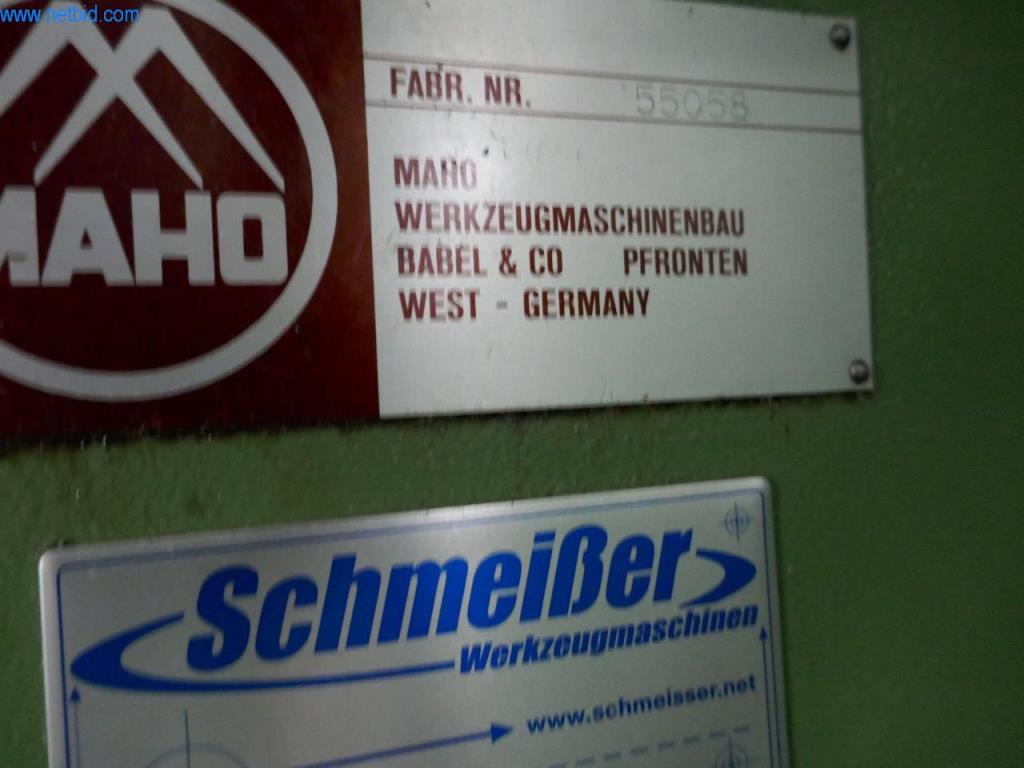 www.netbid.com
MAHO
FABR. NR. 55058
MAHO
WERKZEUGMASCHINENBAU
BABEL & CO PFRONTEN
WEST - GERMANY
Schmeißer
Werkzeugmaschinen
www.schmeisser.net